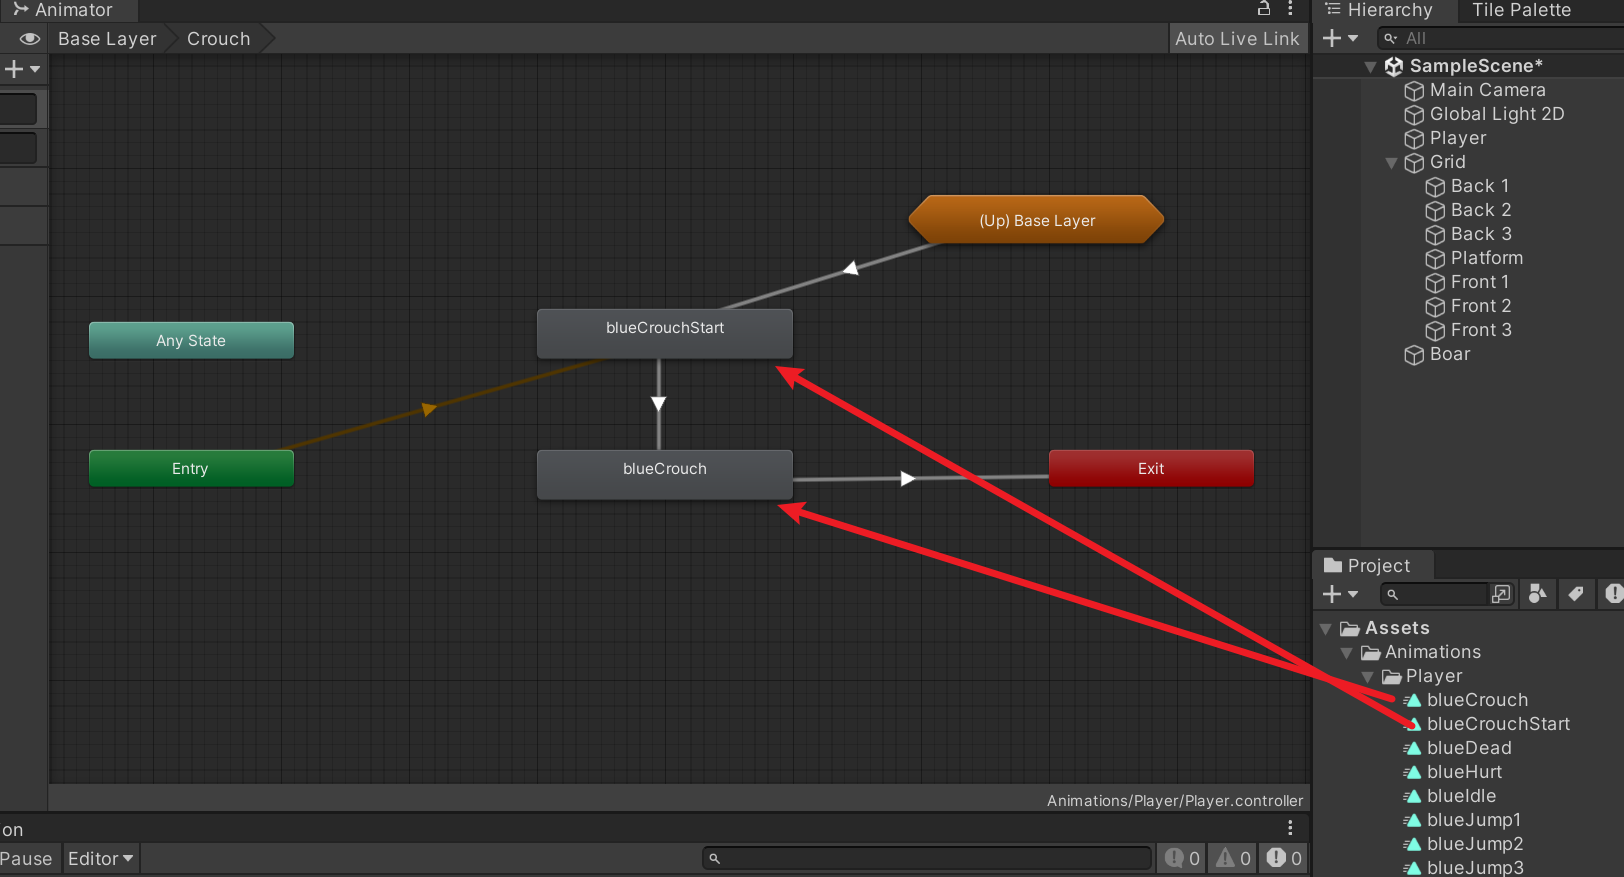 Animator
Base Layer
Crouch
Auto Live Link
(Up) Base Layer
blueCrouchStart
Any State
Entry
blueCrouch
Exit
Animations/Player/Player.controller
on
Pause
Editor
0
0
0
Hierarchy
Tile Palette
All
SampleScene*
Main Camera
Global Light 2D
Player
Grid
Back 1
Back 2
Back 3
Platform
Front 1
Front 2
Front 3
Boar
Project
Assets
Animations
Player
blueCrouch
blueCrouchStart
blueDead
blueHurt
blueIdle
blueJump1
blueJump2
blueJump3